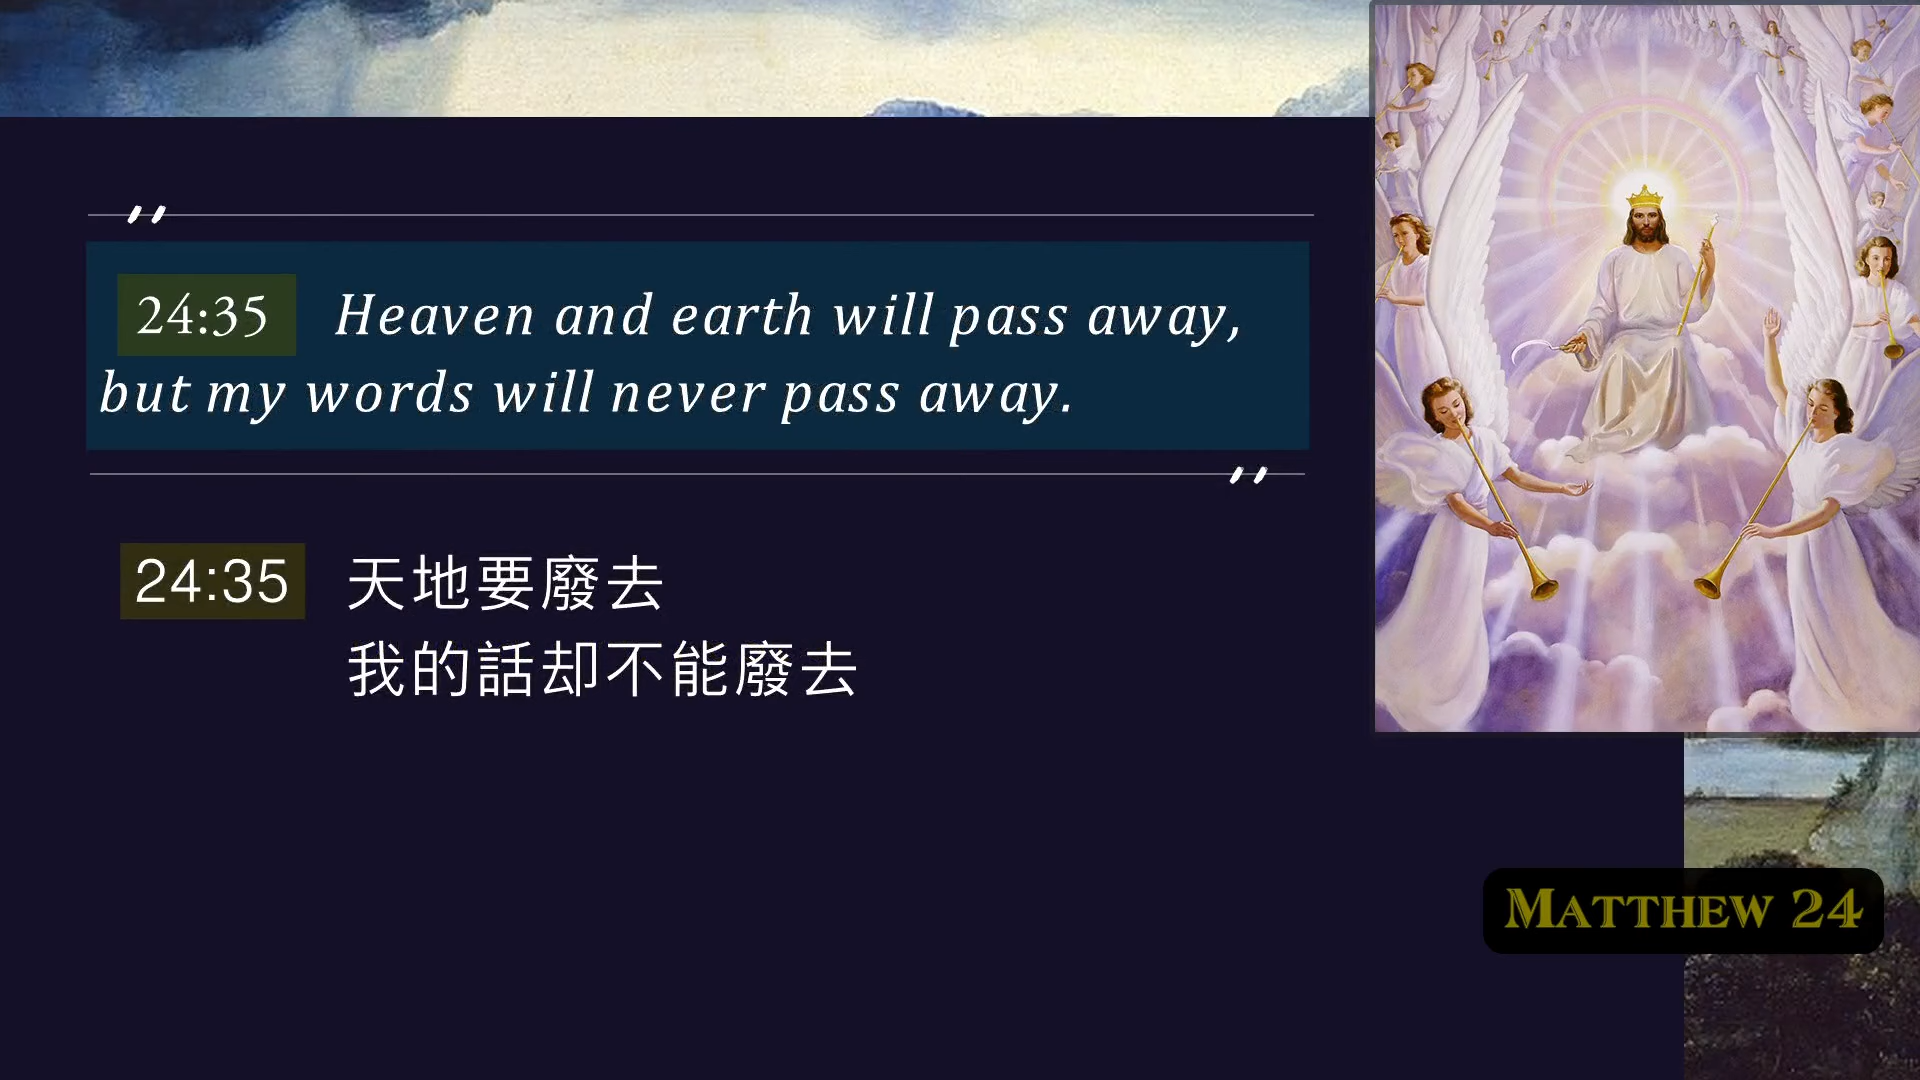 24:35 Heaven and earth will pass away,
but my words will never pass away.
24:35 天地要廢去
我的話却不能廢去
MATTHEW 24